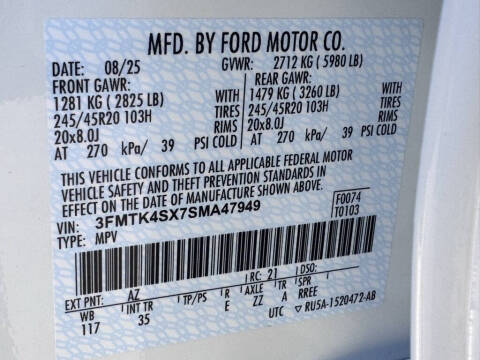 MFD. BY FORD MOTOR CO.
DATE: 08/25 GVWR: 2712 KG ( 5980 LB)
FRONT GAWR: REAR GAWR:
1281 KG ( 2825 LB) WITH 1479 KG ( 3260 LB) WITH
245/45R20 103H TIRES 245/45R20 103H TIRES
20x8.0J RIMS 20x8.0J RIMS
AT 270 kPa/ 39 PSI COLD AT 270 kPa/ 39 PSI COLD
THIS VEHICLE CONFORMS TO ALL APPLICABLE FEDERAL MOTOR
VEHICLE SAFETY AND THEFT PREVENTION STANDARDS IN
EFFECT ON THE DATE OF MANUFACTURE SHOWN ABOVE.
VIN: 3FMTK4SX7SMA47949 F0074
TYPE: MPV T0103
EXT PNT: AZ RC: 21 DSO:
WB INT TR TP/PS R AXLE TR SPR
117 35 E ZZ A RREE
UTC ▽ RU5A-1520472-AB